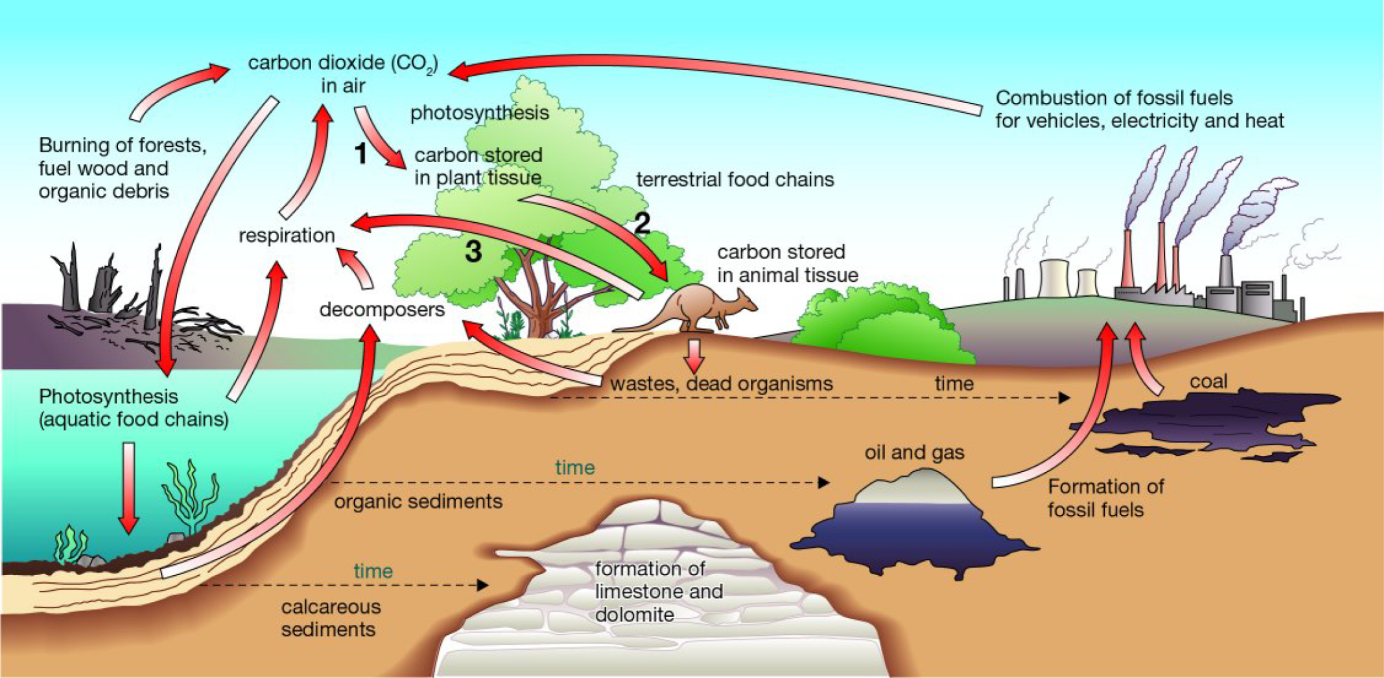 carbon dioxide (CO₂)
in air
Combustion of fossil fuels
for vehicles, electricity and heat
photosynthesis
Burning of forests,
fuel wood and
organic debris
1
carbon stored
in plant tissue
terrestrial food chains
2
respiration
3
carbon stored
in animal tissue
decomposers
wastes, dead organisms
time
coal
Photosynthesis
(aquatic food chains)
oil and gas
time
organic sediments
Formation of
fossil fuels
time
calcareous
sediments
formation of
limestone and
dolomite